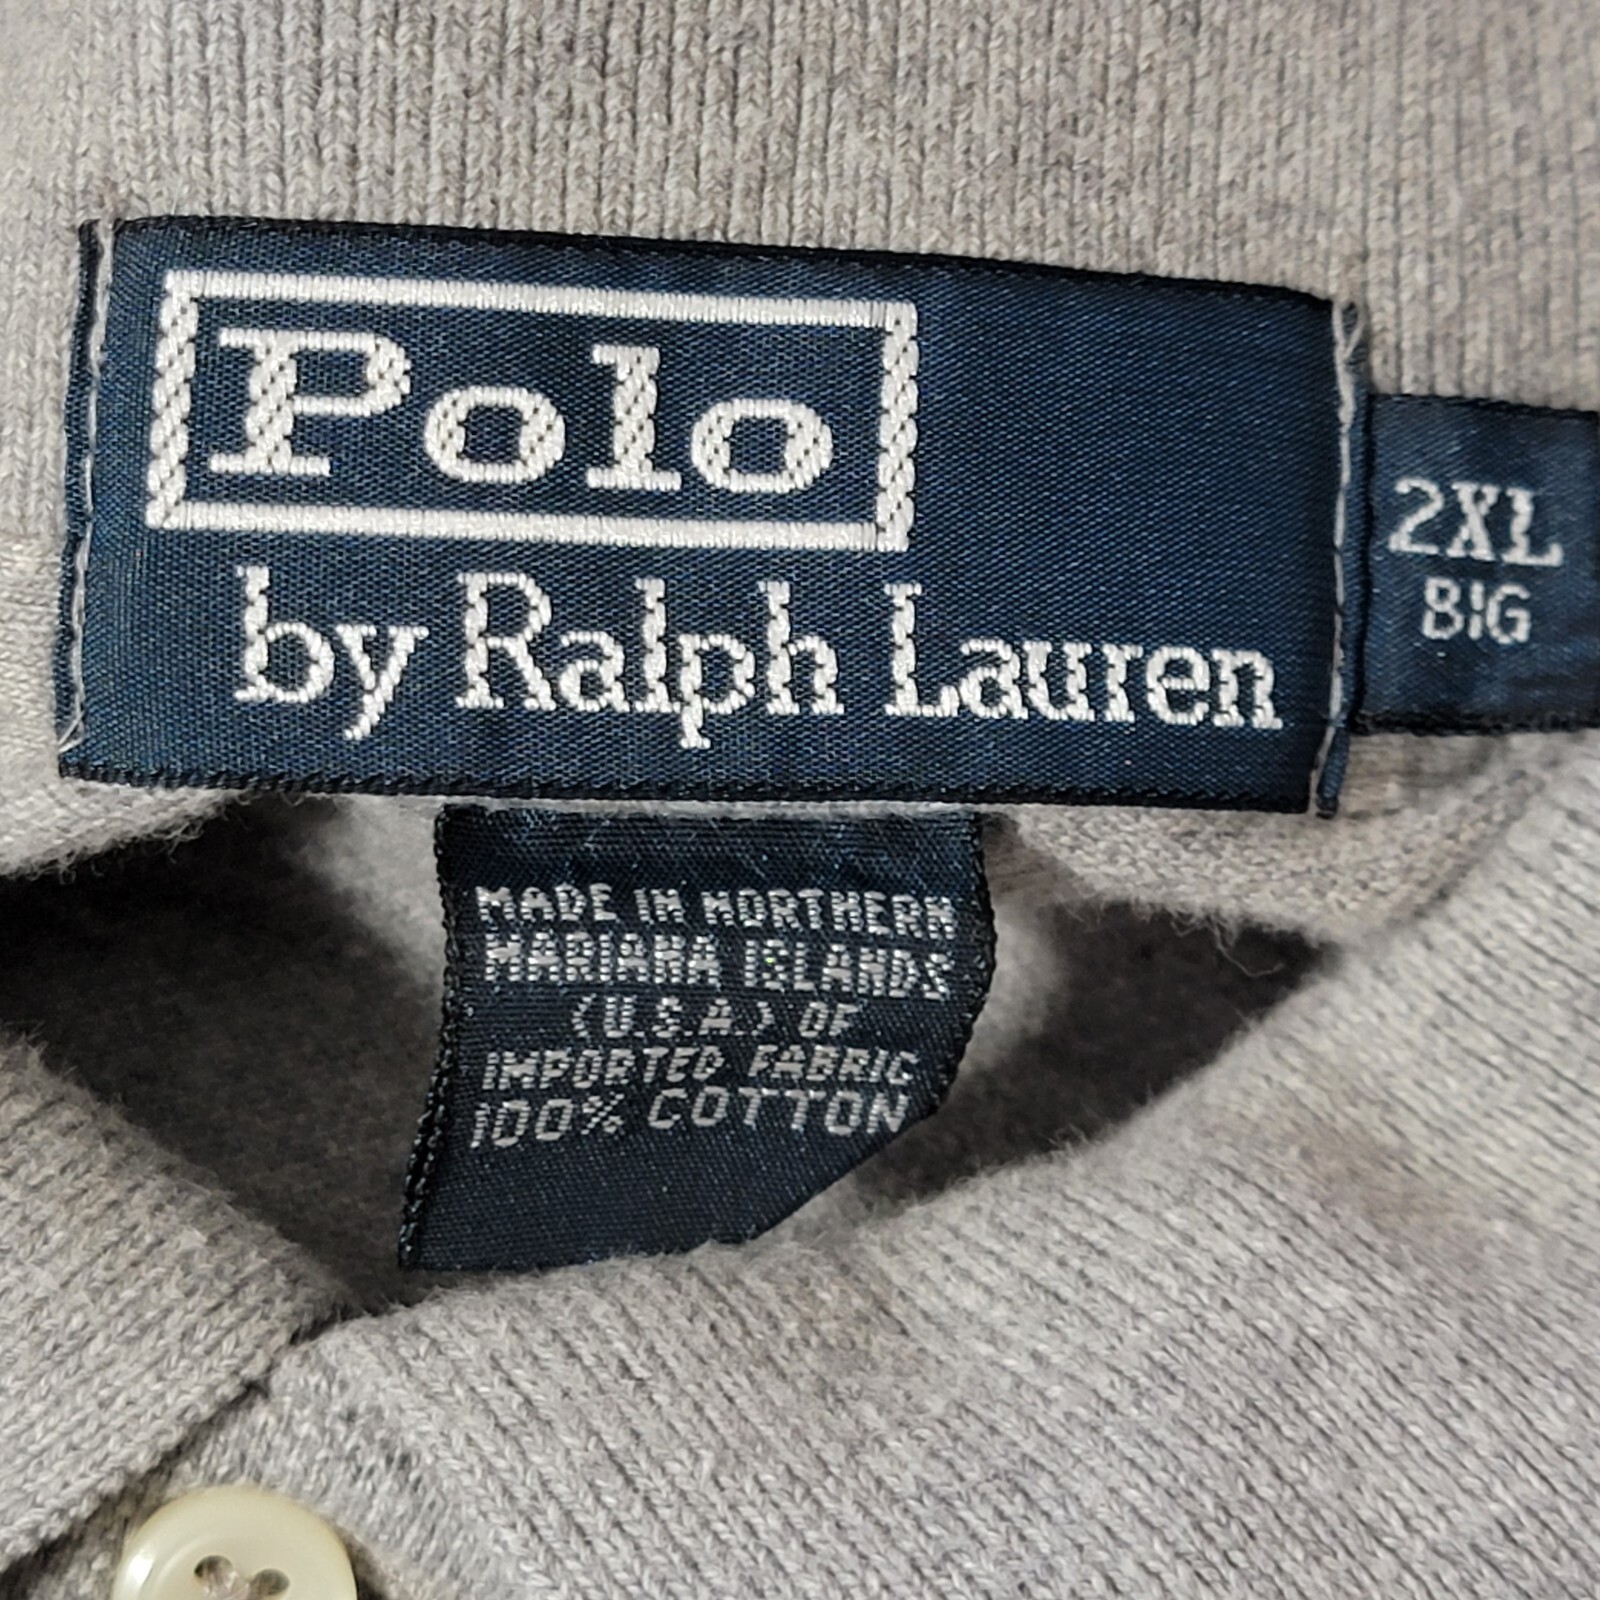 Polo
by Ralph Lauren
2XL
BIG
MADE IN NORTHERN
MARIANA ISLANDS
(U.S.A.) OF
IMPORTED FABRIC
100% COTTON